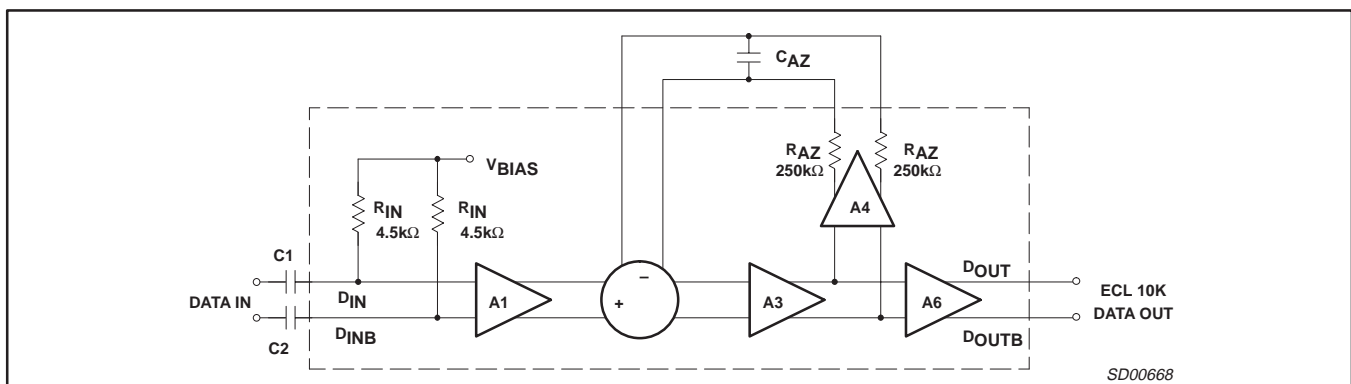 CAZ
RAZ
250kΩ
RAZ
250kΩ
VBIAS
RIN
4.5kΩ
RIN
4.5kΩ
A4
C1
DATA IN
C2
DIN
DINB
A1
+
−
A3
A6
DOUT
DOUTB
ECL 10K
DATA OUT
SD00668